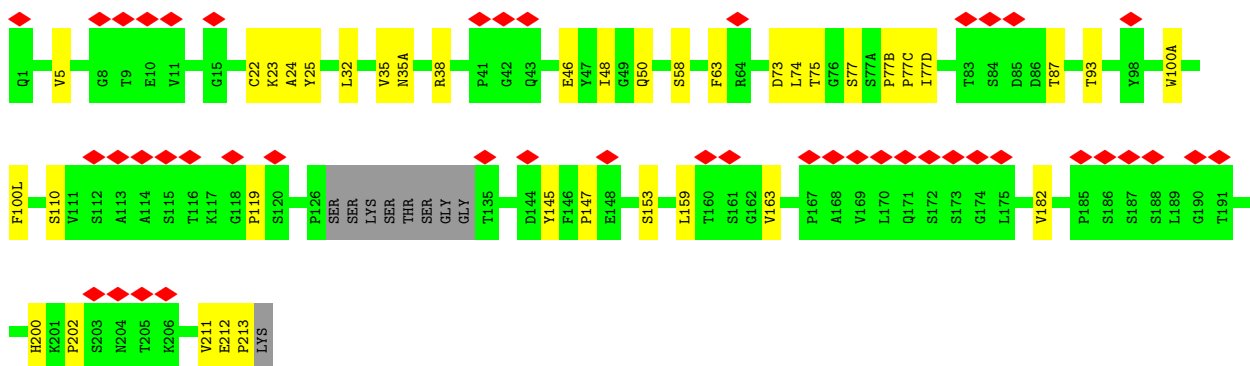 Q1 V5 G8 T9 E10 V11 G15 C22 K23 A24 Y25 L32 V35 N35A R38 P41 G42 Q43 E46 Y47 I48 G49 Q50 S58 F63 R64 D73 L74 T75 G76 S77 S77A P77B P77C I77D T83 S84 D85 D86 T87 T93 Y98 W100A
F100L S110 V111 S112 A113 A114 S115 T116 K117 G118 P119 S120 P126 SER SER LYS SER THR SER GLY GLY T135 D144 Y145 F146 P147 E148 S153 L159 T160 S161 G162 V163 P167 A168 V169 L170 Q171 S172 S173 G174 L175 V182 P185 S186 S187 S188 L189 G190 T191
H200 K201 P202 S203 N204 T205 K206 V211 E212 P213 LYS